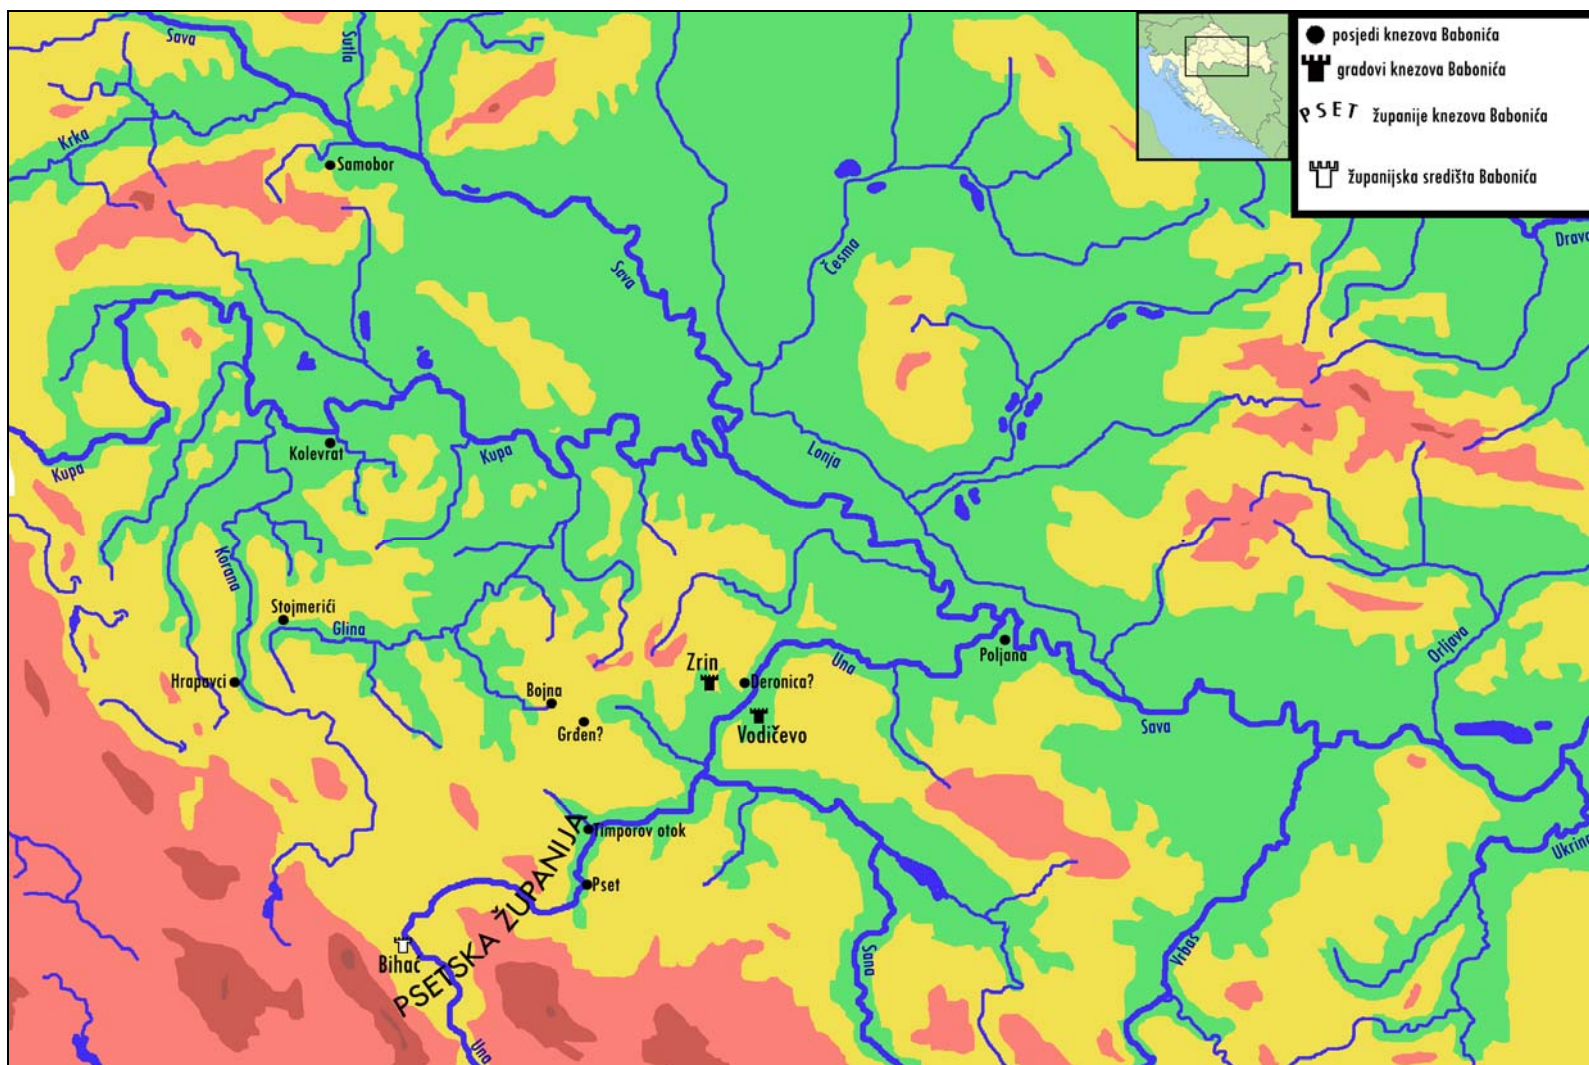 posjedi knezova Babonića
gradovi knezova Babonića
PSET županije knezova Babonića
županijska središta Babonića
Sava
Sutla
Krka
Samobor
Drava
Česma
Sava
Kolevrat
Kupa
Kupa
Lonja
Korana
Stojmerići
Glina
Hrapavci
Bojna
Grđen?
Zrin
Deronica?
Vodičevo
Una
Poljana
Orljava
Sava
Timporov otok
Pset
PSETSKA ŽUPANIJA
Bihać
Una
Sana
Vrbas
Ukrina